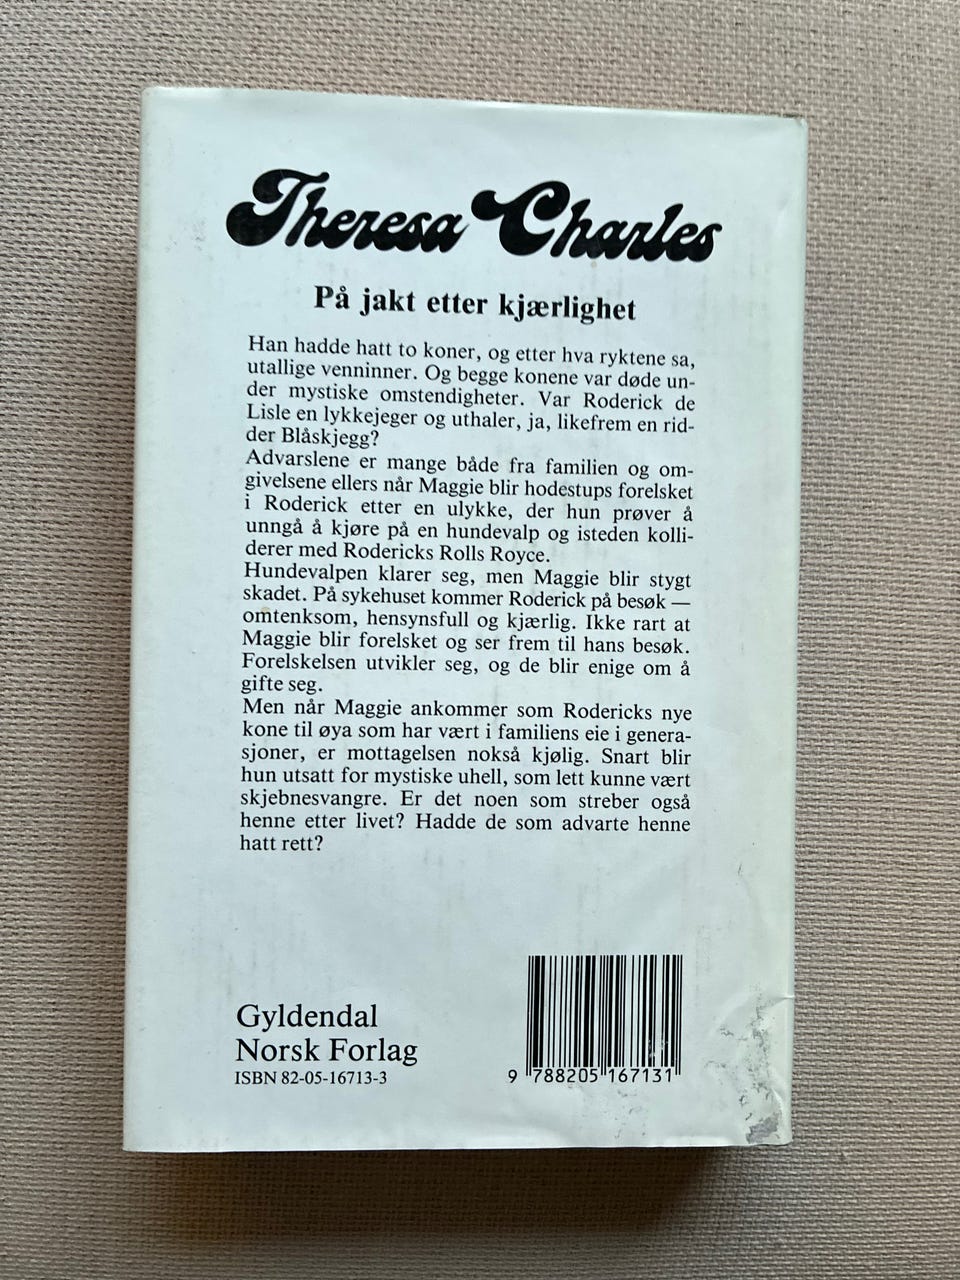 Theresa Charles
På jakt etter kjærlighet
Han hadde hatt to koner, og etter hva ryktene sa,
utallige venninner. Og begge konene var døde un-
der mystiske omstendigheter. Var Roderick de
Lisle en lykkejeger og uthaler, ja, likefrem en rid-
der Blåskjegg?
Advarslene er mange både fra familien og om-
givelsene ellers når Maggie blir hodestups forelsket
i Roderick etter en ulykke, der hun prøver å
unngå å kjøre på en hundevalp og isteden kolli-
derer med Rodericks Rolls Royce.
Hundevalpen klarer seg, men Maggie blir stygt
skadet. På sykehuset kommer Roderick på besøk —
omtenksom, hensynsfull og kjærlig. Ikke rart at
Maggie blir forelsket og ser frem til hans besøk.
Forelskelsen utvikler seg, og de blir enige om å
gifte seg.
Men når Maggie ankommer som Rodericks nye
kone til øya som har vært i familiens eie i genera-
sjoner, er mottagelsen nokså kjølig. Snart blir
hun utsatt for mystiske uhell, som lett kunne vært
skjebnesvangre. Er det noen som streber også
henne etter livet? Hadde de som advarte henne
hatt rett?
Gyldendal
Norsk Forlag
ISBN 82-05-16713-3
9 788205 167131